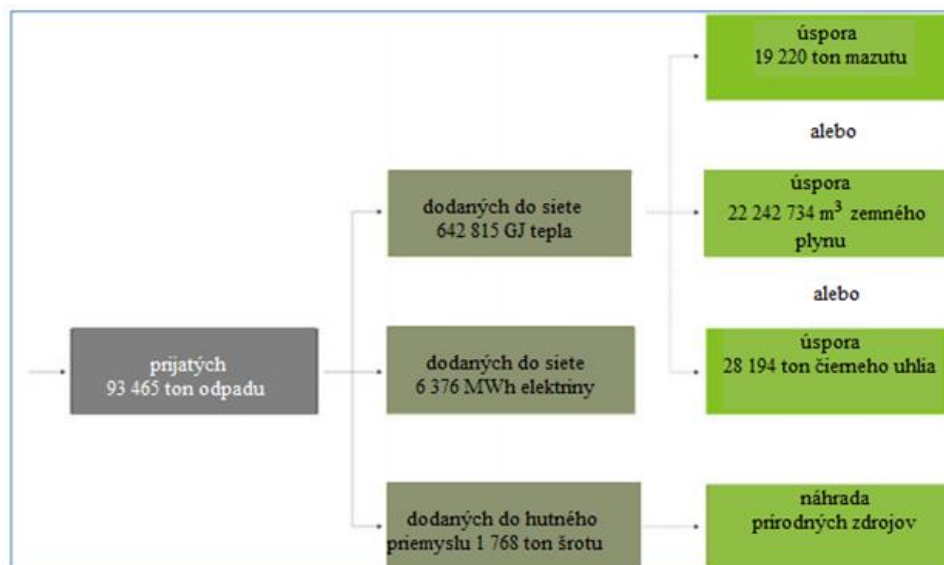 prijatých
93 465 ton odpadu
dodaných do siete
642 815 GJ tepla
dodaných do siete
6 376 MWh elektriny
dodaných do hutného
priemyslu 1 768 ton šrotu
úspora
19 220 ton mazutu
alebo
úspora
22 242 734 m³ zemného
plynu
alebo
úspora
28 194 ton čierneho uhlia
náhrada
prírodných zdrojov